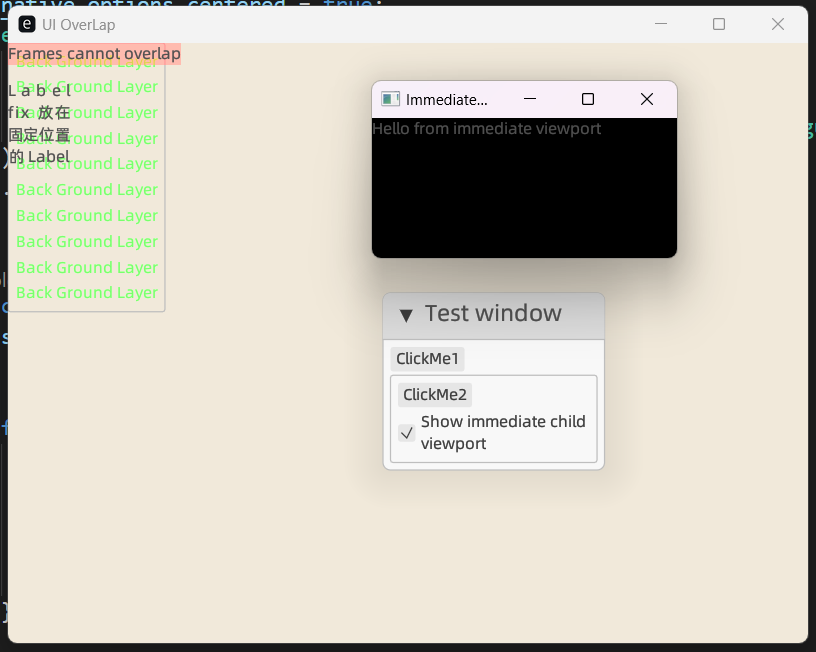 native_options.centered = true;
UI OverLap
Frames cannot overlap
Back Ground Layer
Back Ground Layer
Label
fix 放在
固定位置
的 Label
Back Ground Layer
Back Ground Layer
Back Ground Layer
Back Ground Layer
Back Ground Layer
Back Ground Layer
Back Ground Layer
Back Ground Layer
Immediate...
Hello from immediate viewport
Test window
ClickMe1
ClickMe2
Show immediate child
viewport